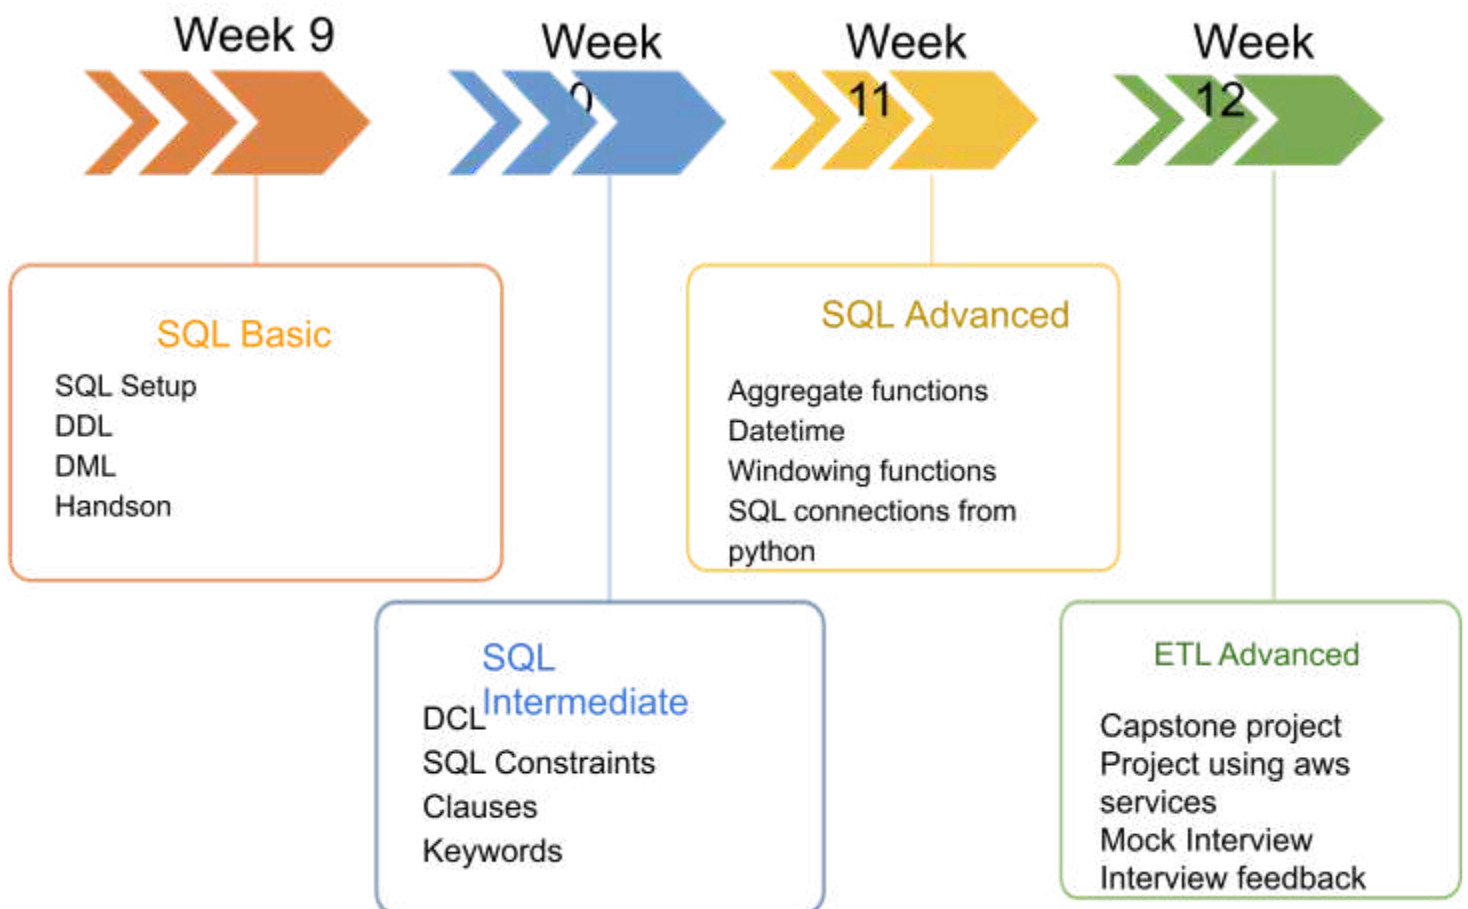 Week 9
Week
0
Week
11
Week
12
SQL Basic
SQL Setup
DDL
DML
Handson
SQL
Intermediate
DCL
SQL Constraints
Clauses
Keywords
SQL Advanced
Aggregate functions
Datetime
Windowing functions
SQL connections from
python
ETL Advanced
Capstone project
Project using aws
services
Mock Interview
Interview feedback